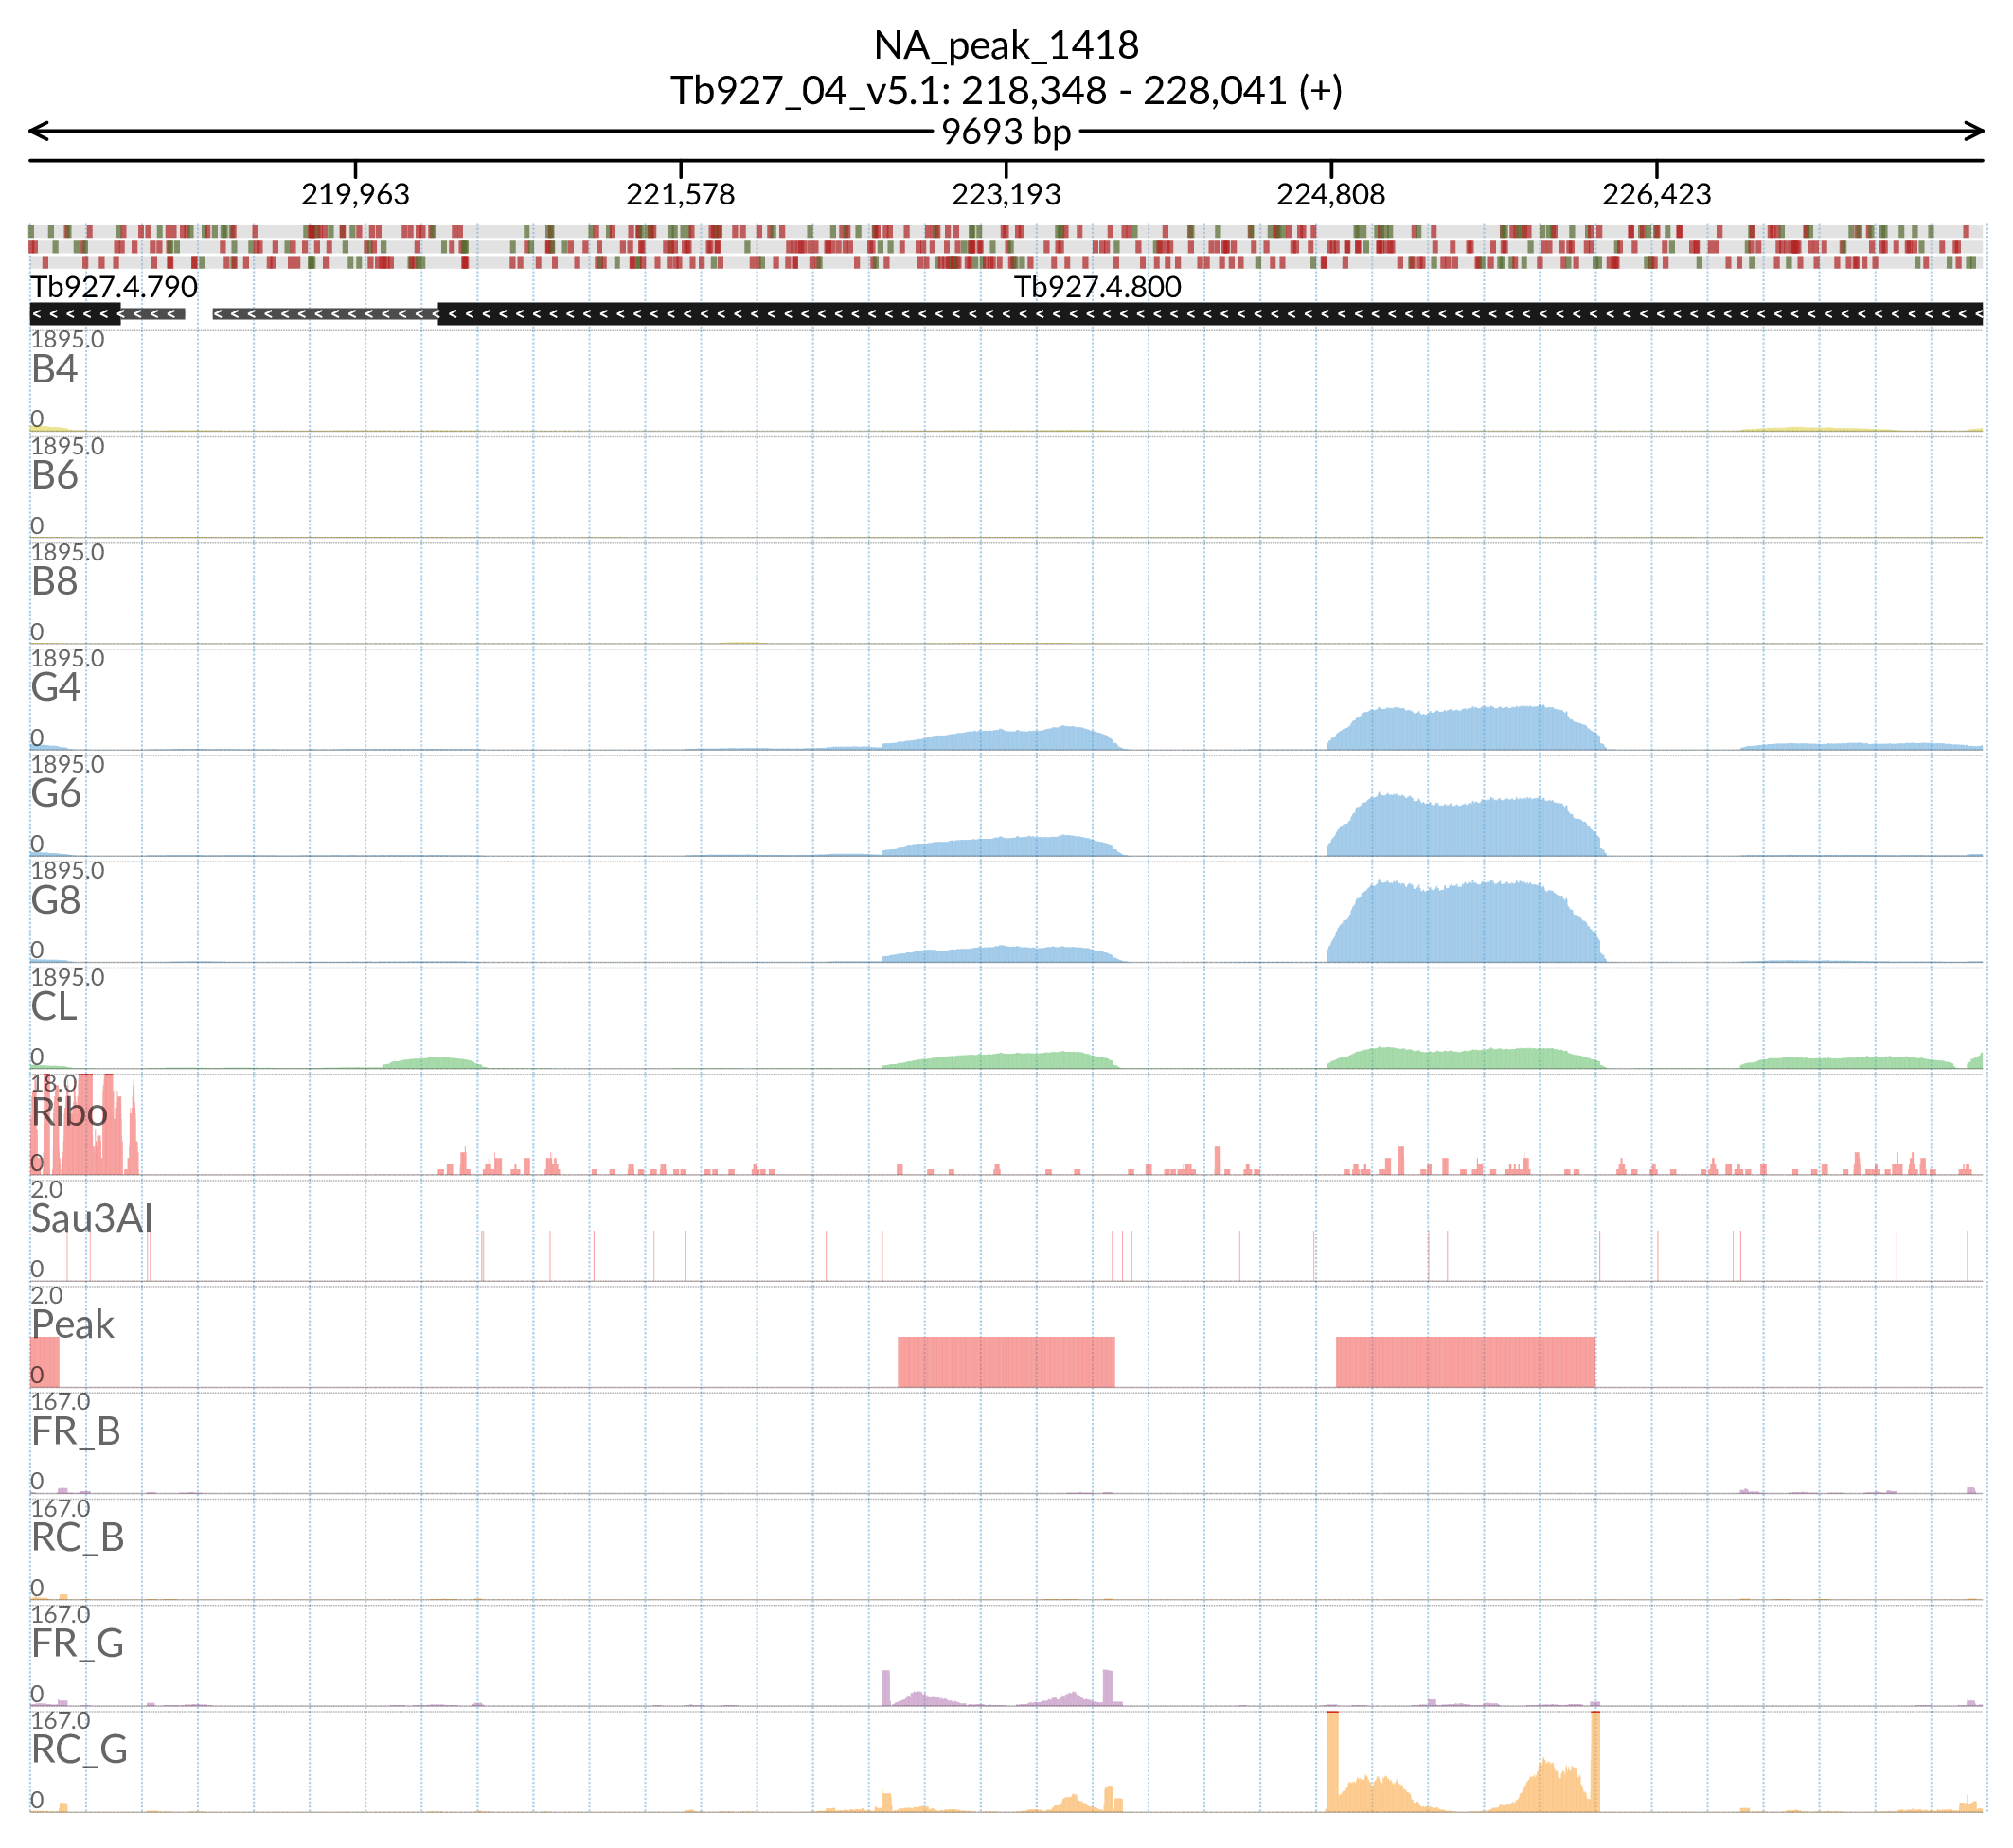 NA_peak_1418
Tb927_04_v5.1: 218,348 - 228,041 (+)
9693 bp
219,963 221,578 223,193 224,808 226,423
Tb927.4.790 Tb927.4.800
1895.0
B4
0
1895.0
B6
0
1895.0
B8
0
1895.0
G4
0
1895.0
G6
0
1895.0
G8
0
1895.0
CL
0
18.0
Ribo
0
2.0
Sau3AI
0
2.0
Peak
0
167.0
FR_B
0
167.0
RC_B
0
167.0
FR_G
0
167.0
RC_G
0